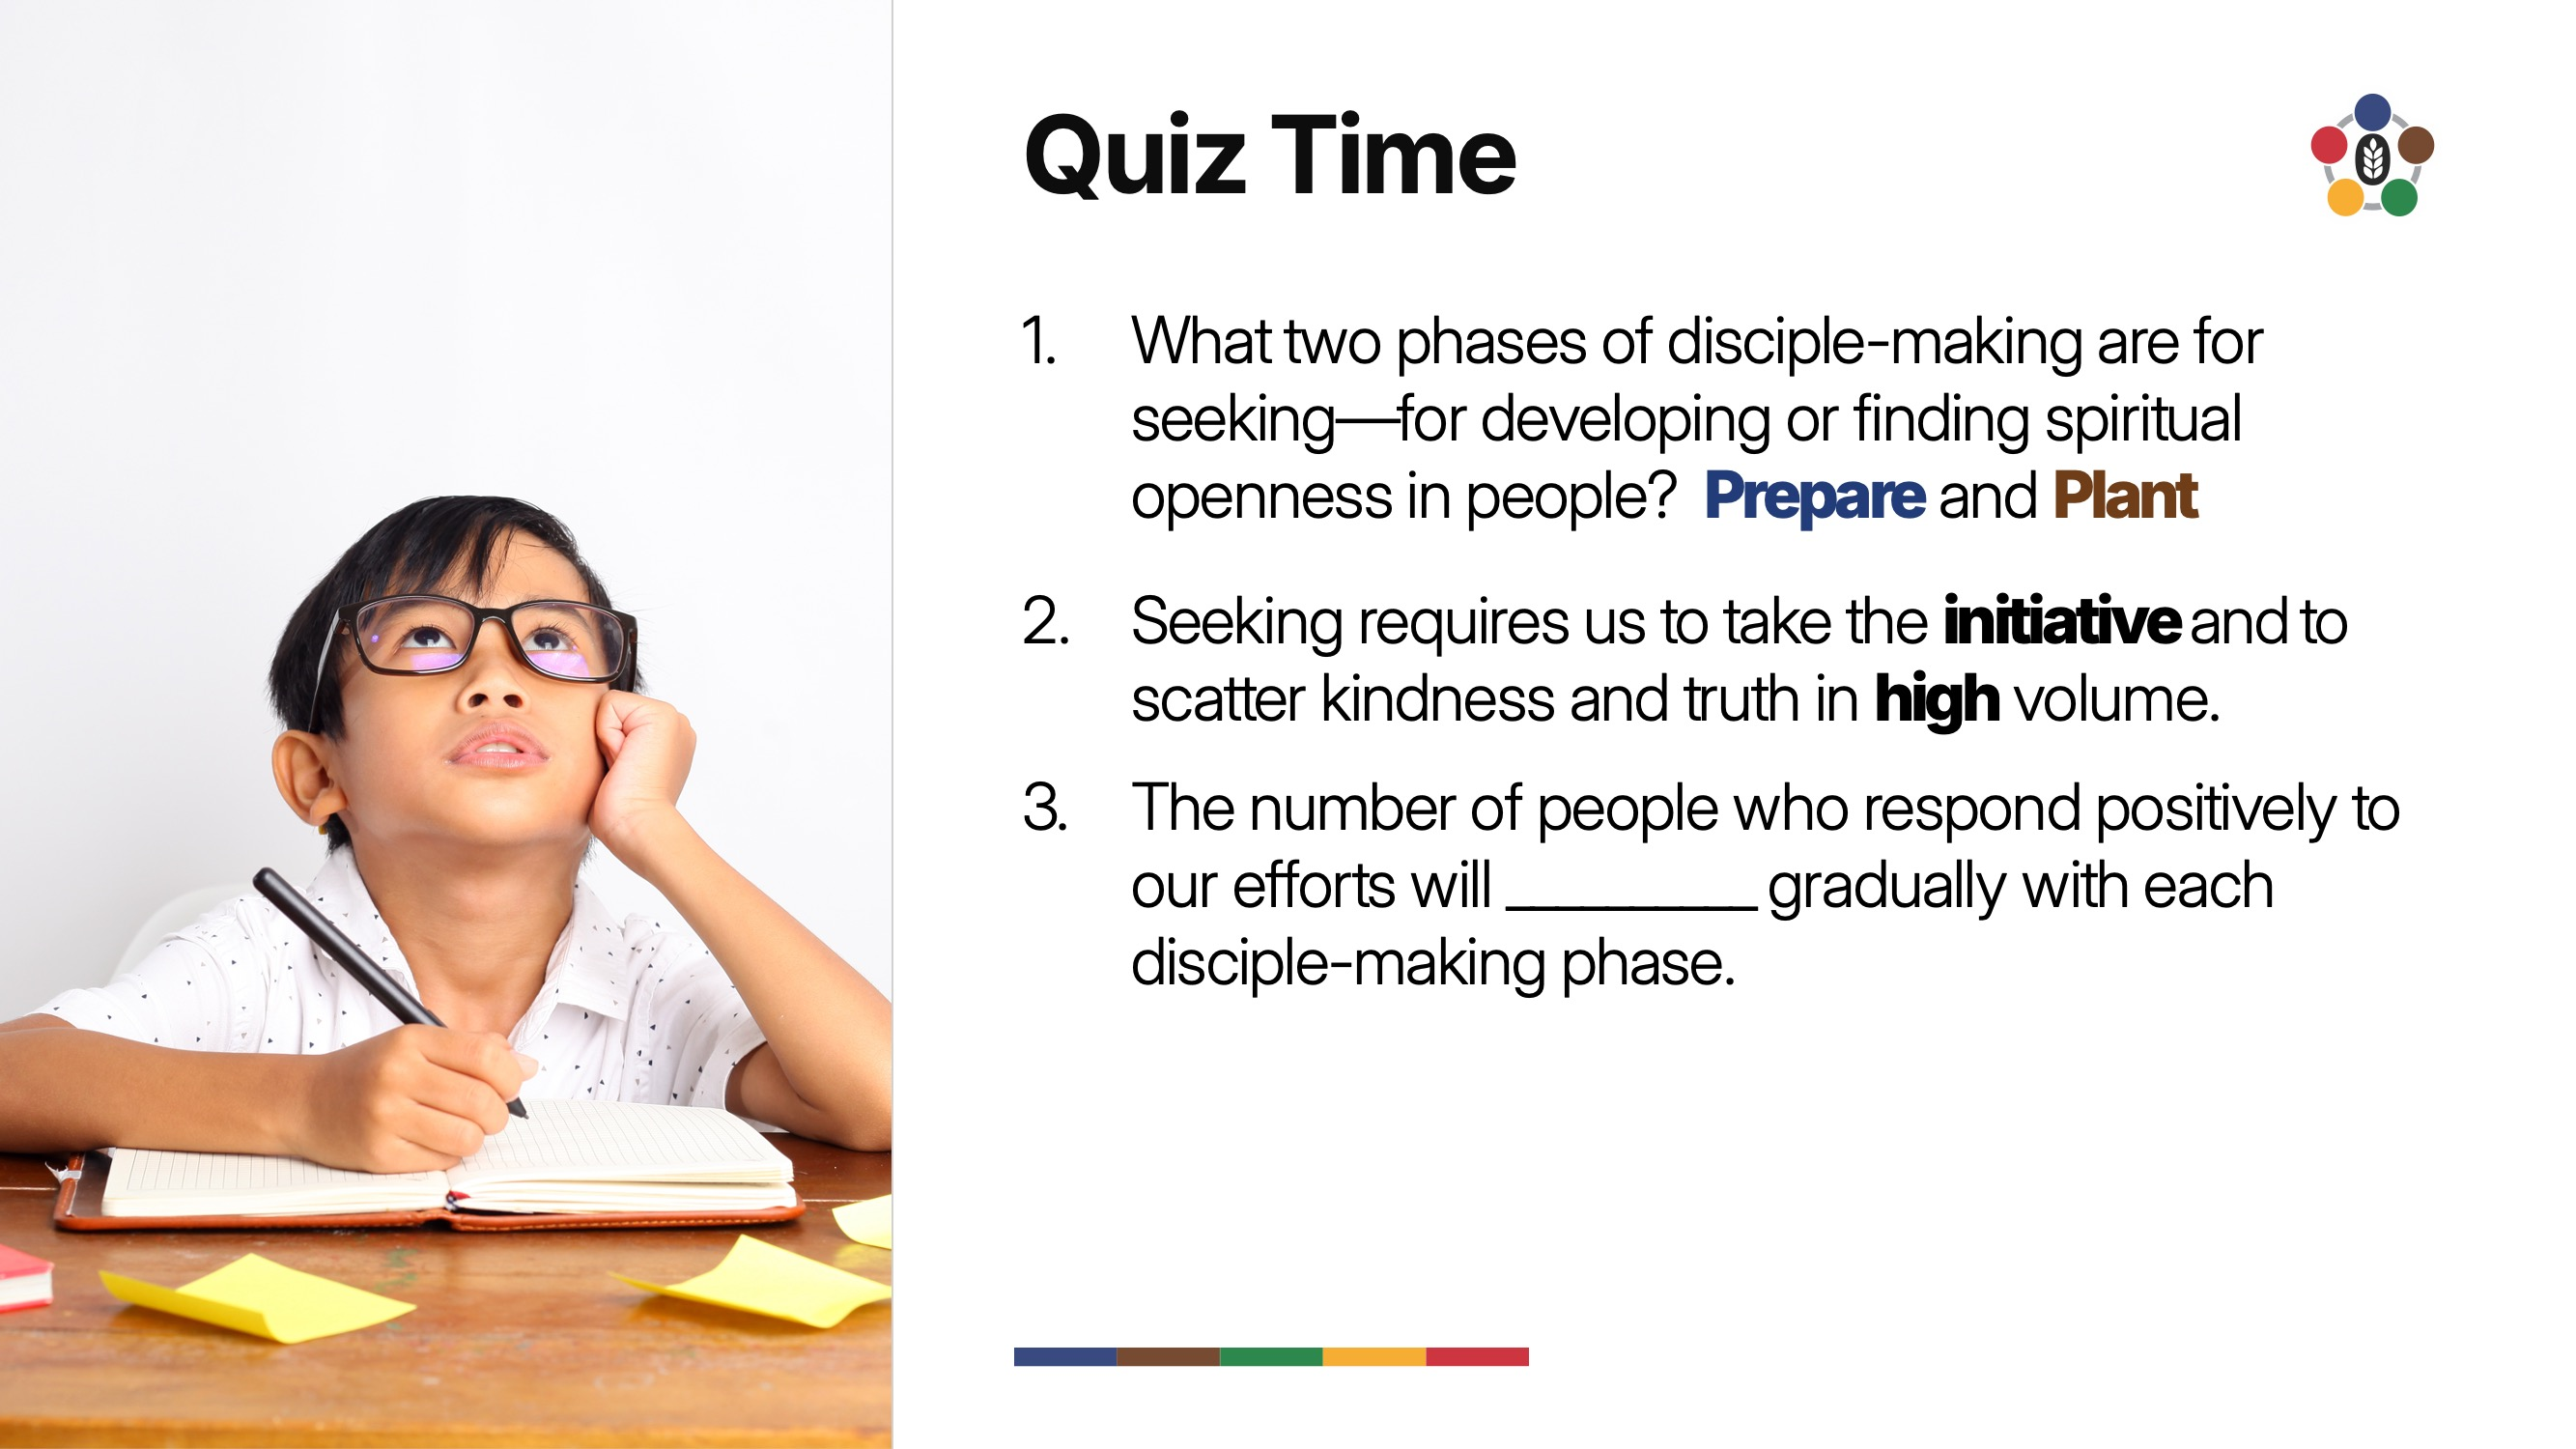 Quiz Time
1. What two phases of disciple-making are for
seeking—for developing or finding spiritual
openness in people? Prepare and Plant
2. Seeking requires us to take the initiative and to
scatter kindness and truth in high volume.
3. The number of people who respond positively to
our efforts will __________ gradually with each
disciple-making phase.